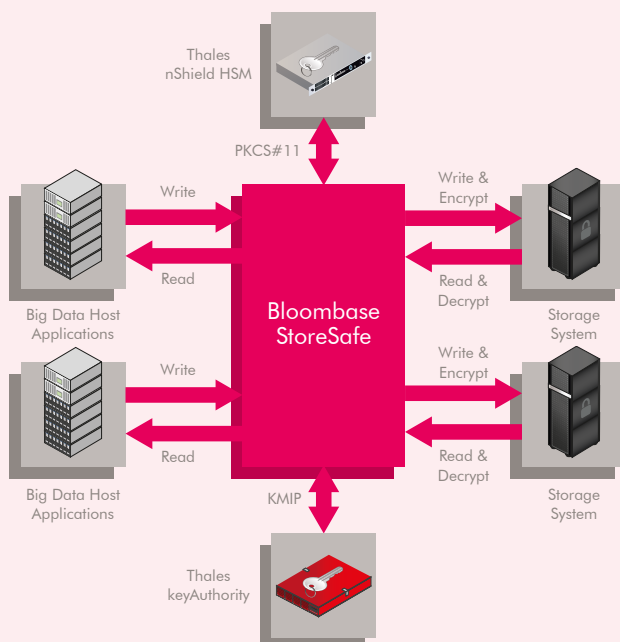 Thales
nShield HSM
PKCS#11
Write
Write &
Encrypt
Read
Read &
Decrypt
Big Data Host
Applications
Bloombase
StoreSafe
Storage
System
Write
Write &
Encrypt
Read
Read &
Decrypt
Big Data Host
Applications
Storage
System
KMIP
Thales
keyAuthority